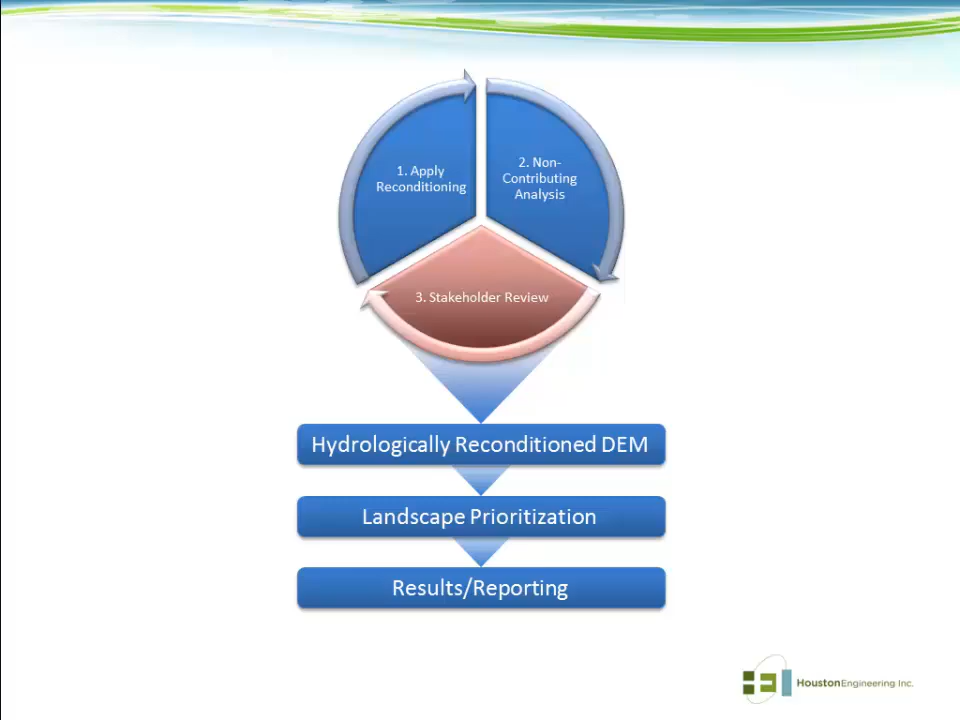 1. Apply
Reconditioning
2. Non-
Contributing
Analysis
3. Stakeholder Review
Hydrologically Reconditioned DEM
Landscape Prioritization
Results/Reporting
HoustonEngineering Inc.